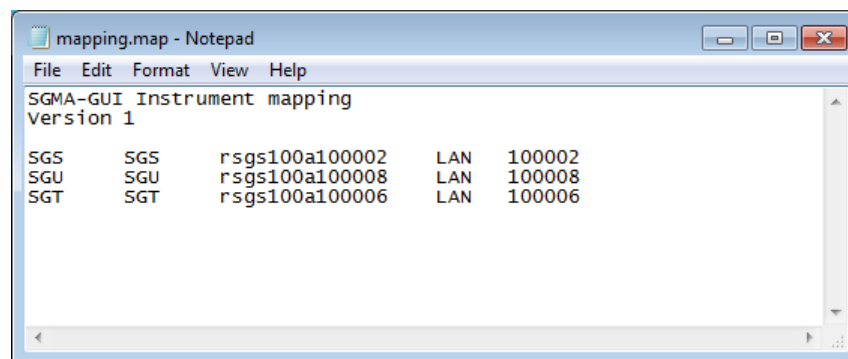 mapping.map - Notepad
File Edit Format View Help
SGMA-GUI Instrument mapping
Version 1
SGS SGS rsgs100a100002 LAN 100002
SGU SGU rsgs100a100008 LAN 100008
SGT SGT rsgs100a100006 LAN 100006